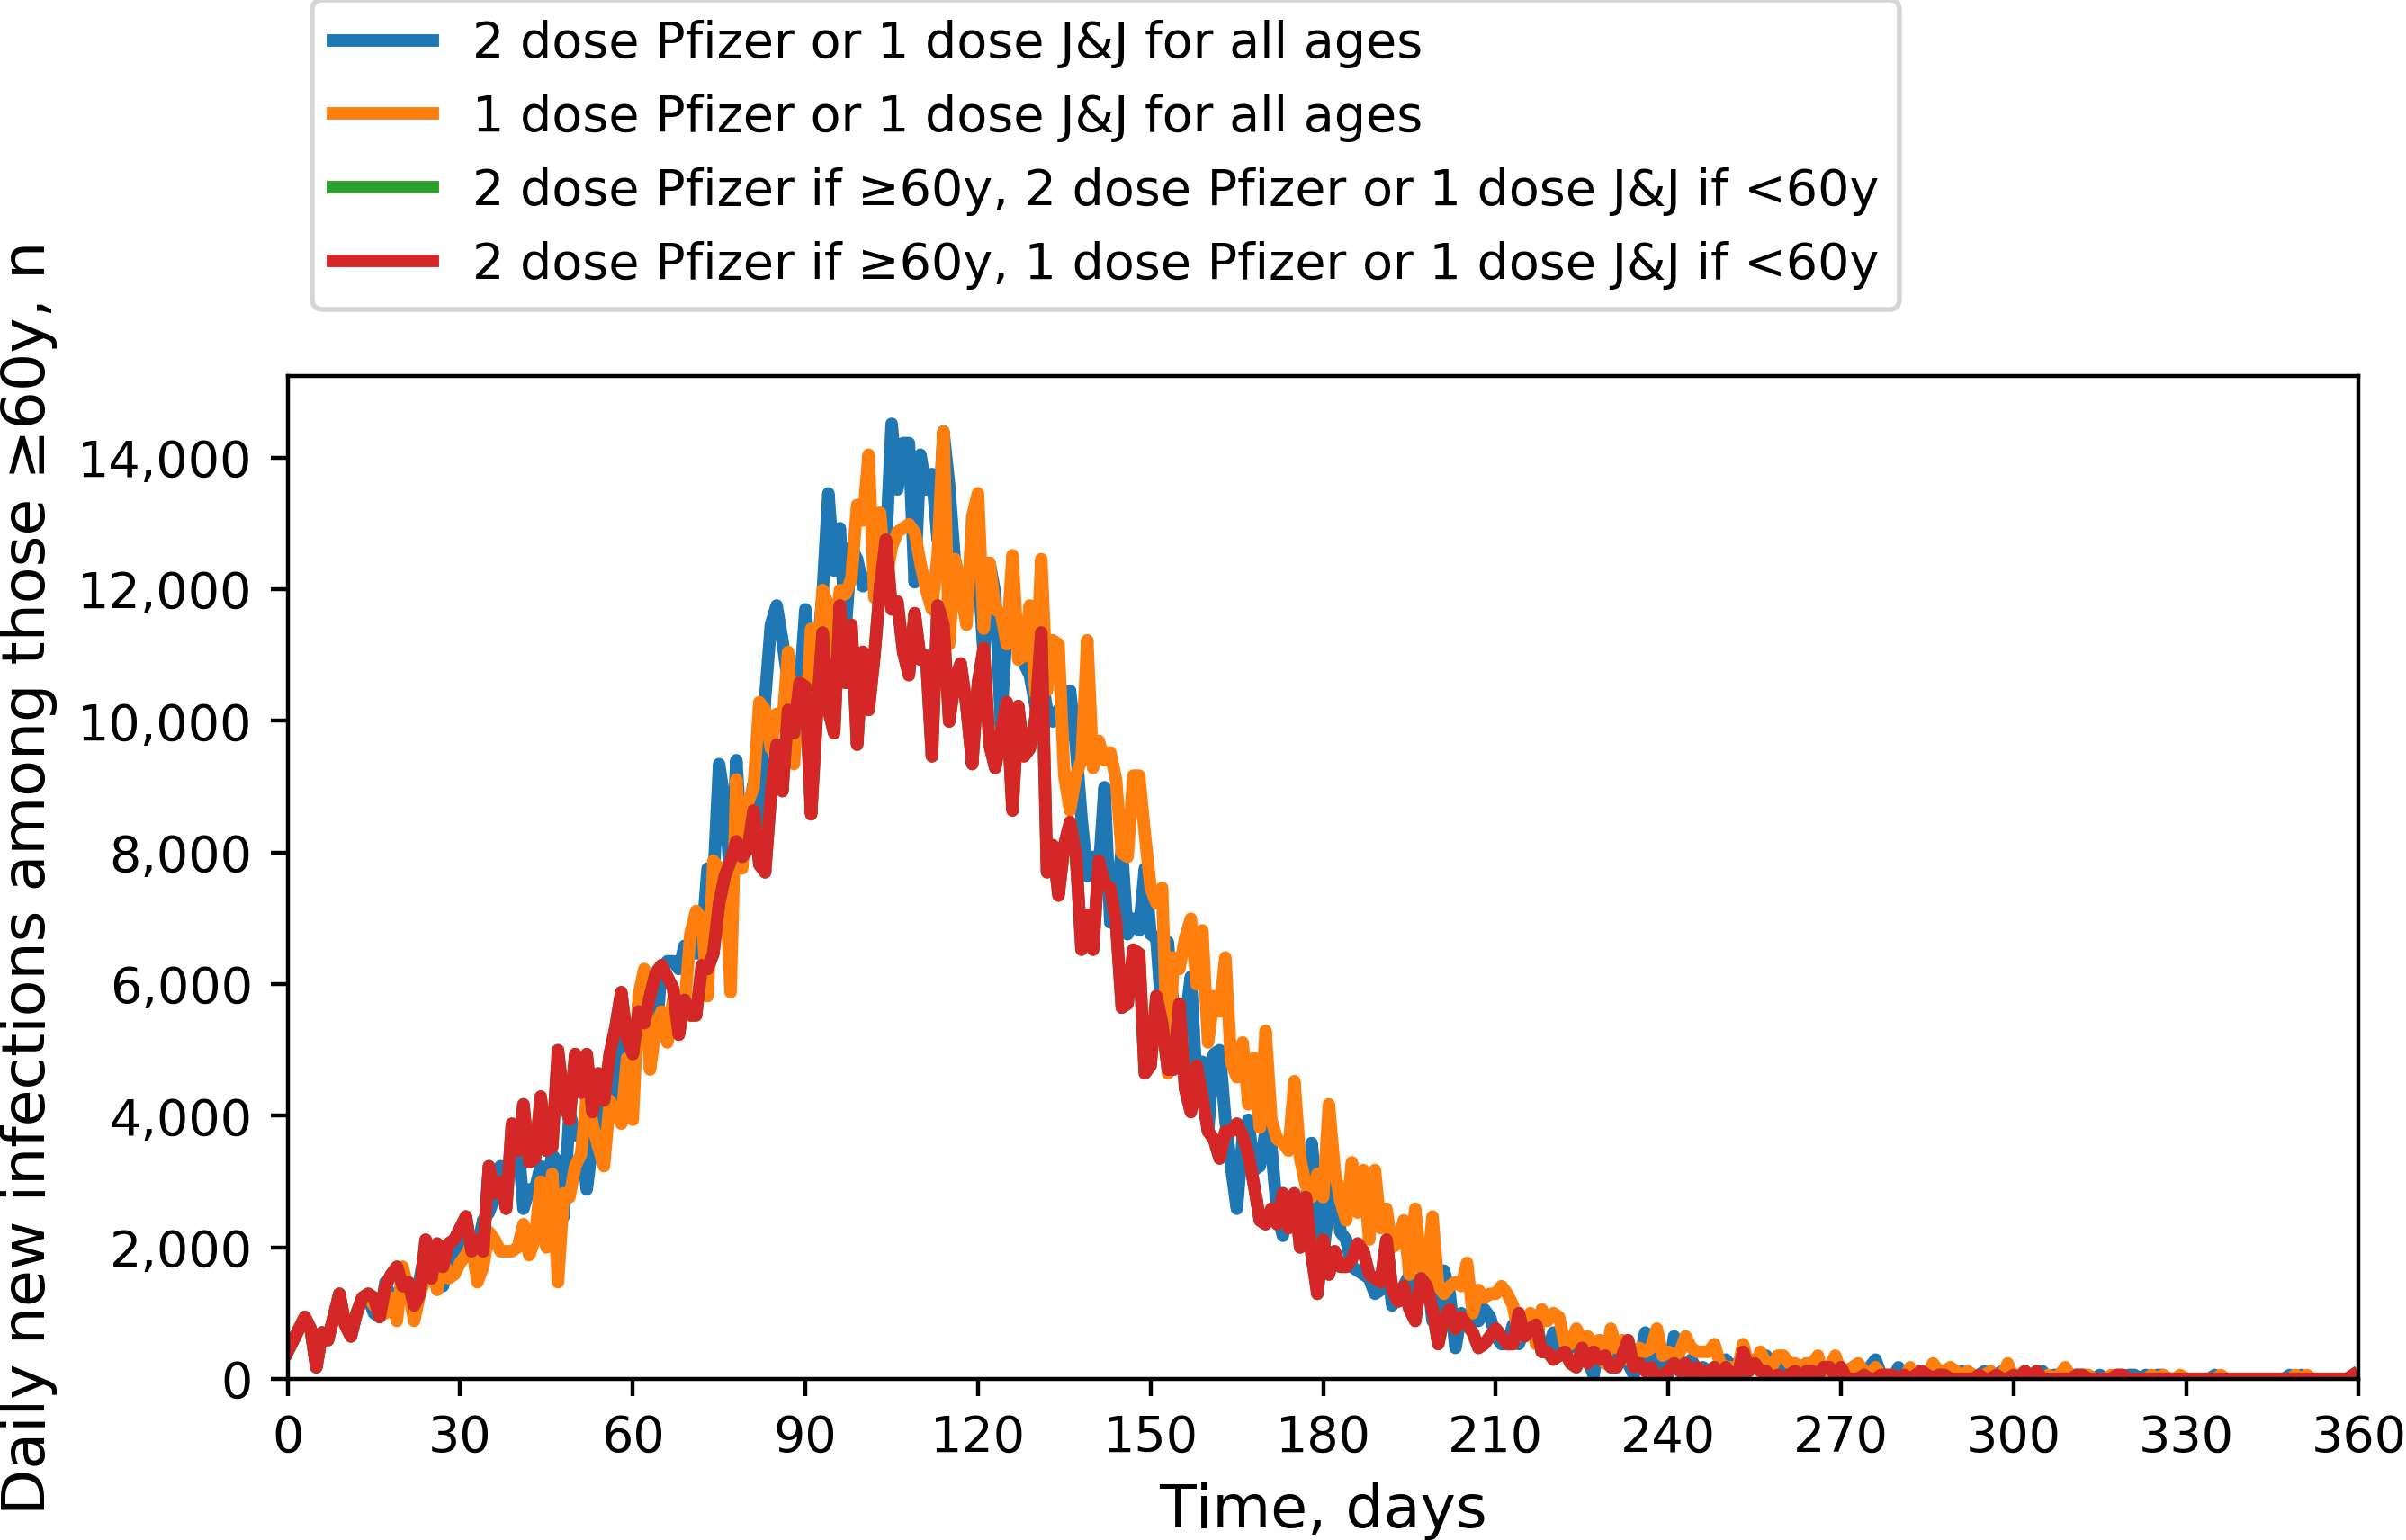 2 dose Pfizer or 1 dose J&J for all ages
1 dose Pfizer or 1 dose J&J for all ages
2 dose Pfizer if ≥60y, 2 dose Pfizer or 1 dose J&J if <60y
2 dose Pfizer if ≥60y, 1 dose Pfizer or 1 dose J&J if <60y
Daily new infections among those ≥60y, n
14,000
12,000
10,000
8,000
6,000
4,000
2,000
0
0 30 60 90 120 150 180 210 240 270 300 330 360
Time, days